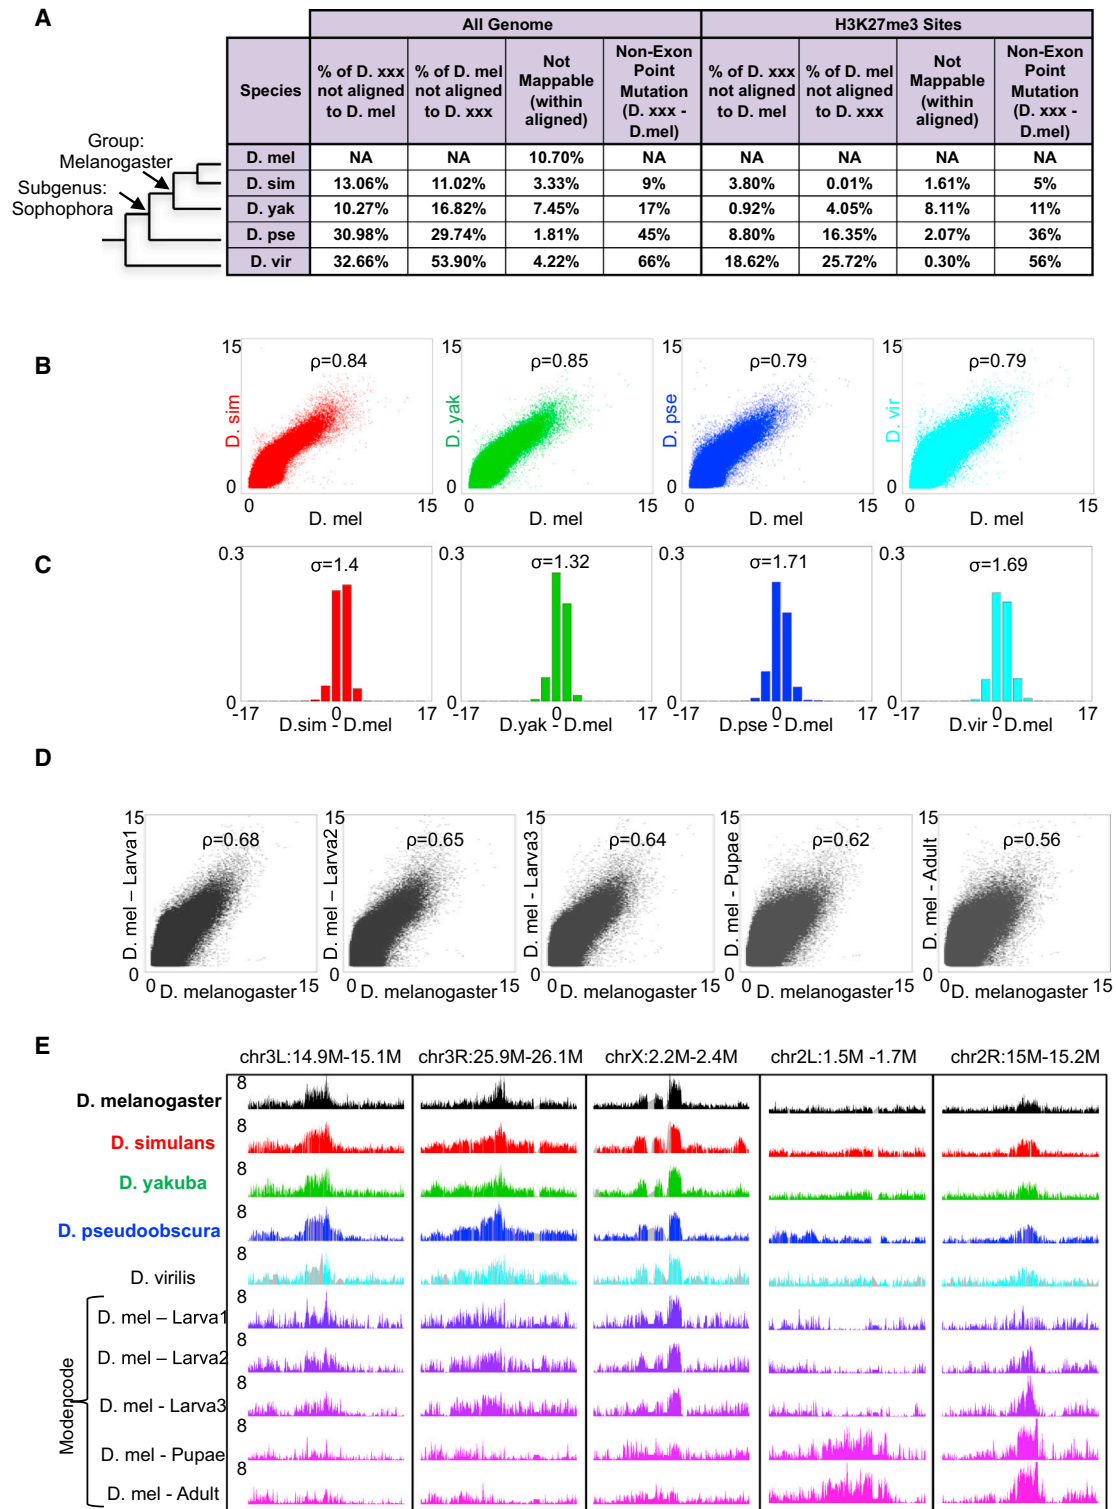 A
All Genome H3K27me3 Sites
Species
% of D. xxx not aligned to D. mel
% of D. mel not aligned to D. xxx
Not Mappable (within aligned)
Non-Exon Point Mutation (D. xxx - D.mel)
% of D. xxx not aligned to D. mel
% of D. mel not aligned to D. xxx
Not Mappable (within aligned)
Non-Exon Point Mutation (D. xxx - D.mel)
Group:
Melanogaster
Subgenus:
Sophophora
D. mel NA NA 10.70% NA NA NA NA NA
D. sim 13.06% 11.02% 3.33% 9% 3.80% 0.01% 1.61% 5%
D. yak 10.27% 16.82% 7.45% 17% 0.92% 4.05% 8.11% 11%
D. pse 30.98% 29.74% 1.81% 45% 8.80% 16.35% 2.07% 36%
D. vir 32.66% 53.90% 4.22% 66% 18.62% 25.72% 0.30% 56%
B
15 15 15 15
ρ=0.84 ρ=0.85 ρ=0.79 ρ=0.79
D. sim D. yak D. pse D. vir
0 0 0 0
0 15 0 15 0 15 0 15
D. mel D. mel D. mel D. mel
C
0.3 0.3 0.3 0.3
σ=1.4 σ=1.32 σ=1.71 σ=1.69
0 0 0 0
-17 0 17 -17 0 17 -17 0 17 -17 0 17
D.sim - D.mel D.yak - D.mel D.pse - D.mel D.vir - D.mel
D
15 15 15 15 15
ρ=0.68 ρ=0.65 ρ=0.64 ρ=0.62 ρ=0.56
D. mel – Larva1 D. mel – Larva2 D. mel - Larva3 D. mel - Pupae D. mel - Adult
0 0 0 0 0
0 15 0 15 0 15 0 15 0 15
D. melanogaster D. melanogaster D. melanogaster D. melanogaster D. melanogaster
E
chr3L:14.9M-15.1M chr3R:25.9M-26.1M chrX:2.2M-2.4M chr2L:1.5M -1.7M chr2R:15M-15.2M
D. melanogaster 8
D. simulans 8
D. yakuba 8
D. pseudoobscura 8
D. virilis 8
D. mel – Larva1 8
D. mel – Larva2 8
D. mel - Larva3 8
D. mel - Pupae 8
D. mel - Adult 8
Modencode